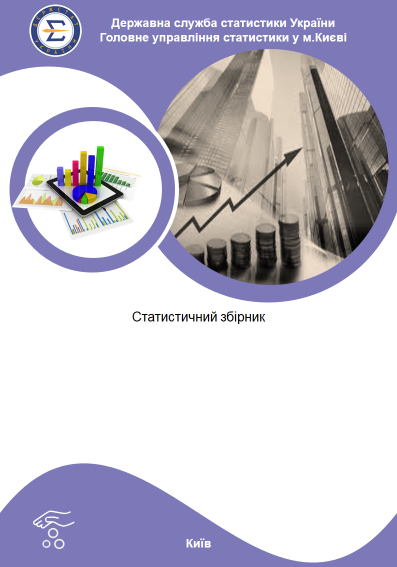 Державна служба статистики України
Головне управління статистики у м.Києві
Статистичний збірник
Київ